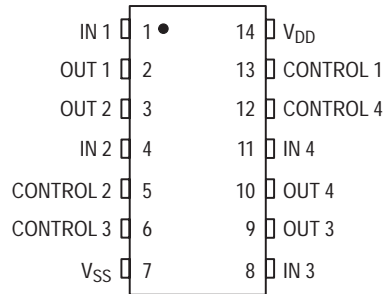 IN 1 1 14 VDD
OUT 1 2 13 CONTROL 1
OUT 2 3 12 CONTROL 4
IN 2 4 11 IN 4
CONTROL 2 5 10 OUT 4
CONTROL 3 6 9 OUT 3
VSS 7 8 IN 3